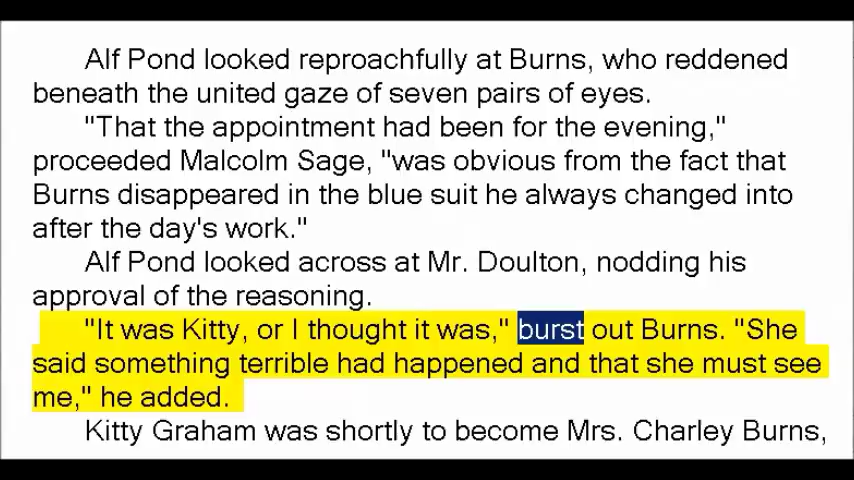 Alf Pond looked reproachfully at Burns, who reddened
beneath the united gaze of seven pairs of eyes.
"That the appointment had been for the evening,"
proceeded Malcolm Sage, "was obvious from the fact that
Burns disappeared in the blue suit he always changed into
after the day's work."
Alf Pond looked across at Mr. Doulton, nodding his
approval of the reasoning.
"It was Kitty, or I thought it was," burst out Burns. "She
said something terrible had happened and that she must see
me," he added.
Kitty Graham was shortly to become Mrs. Charley Burns,